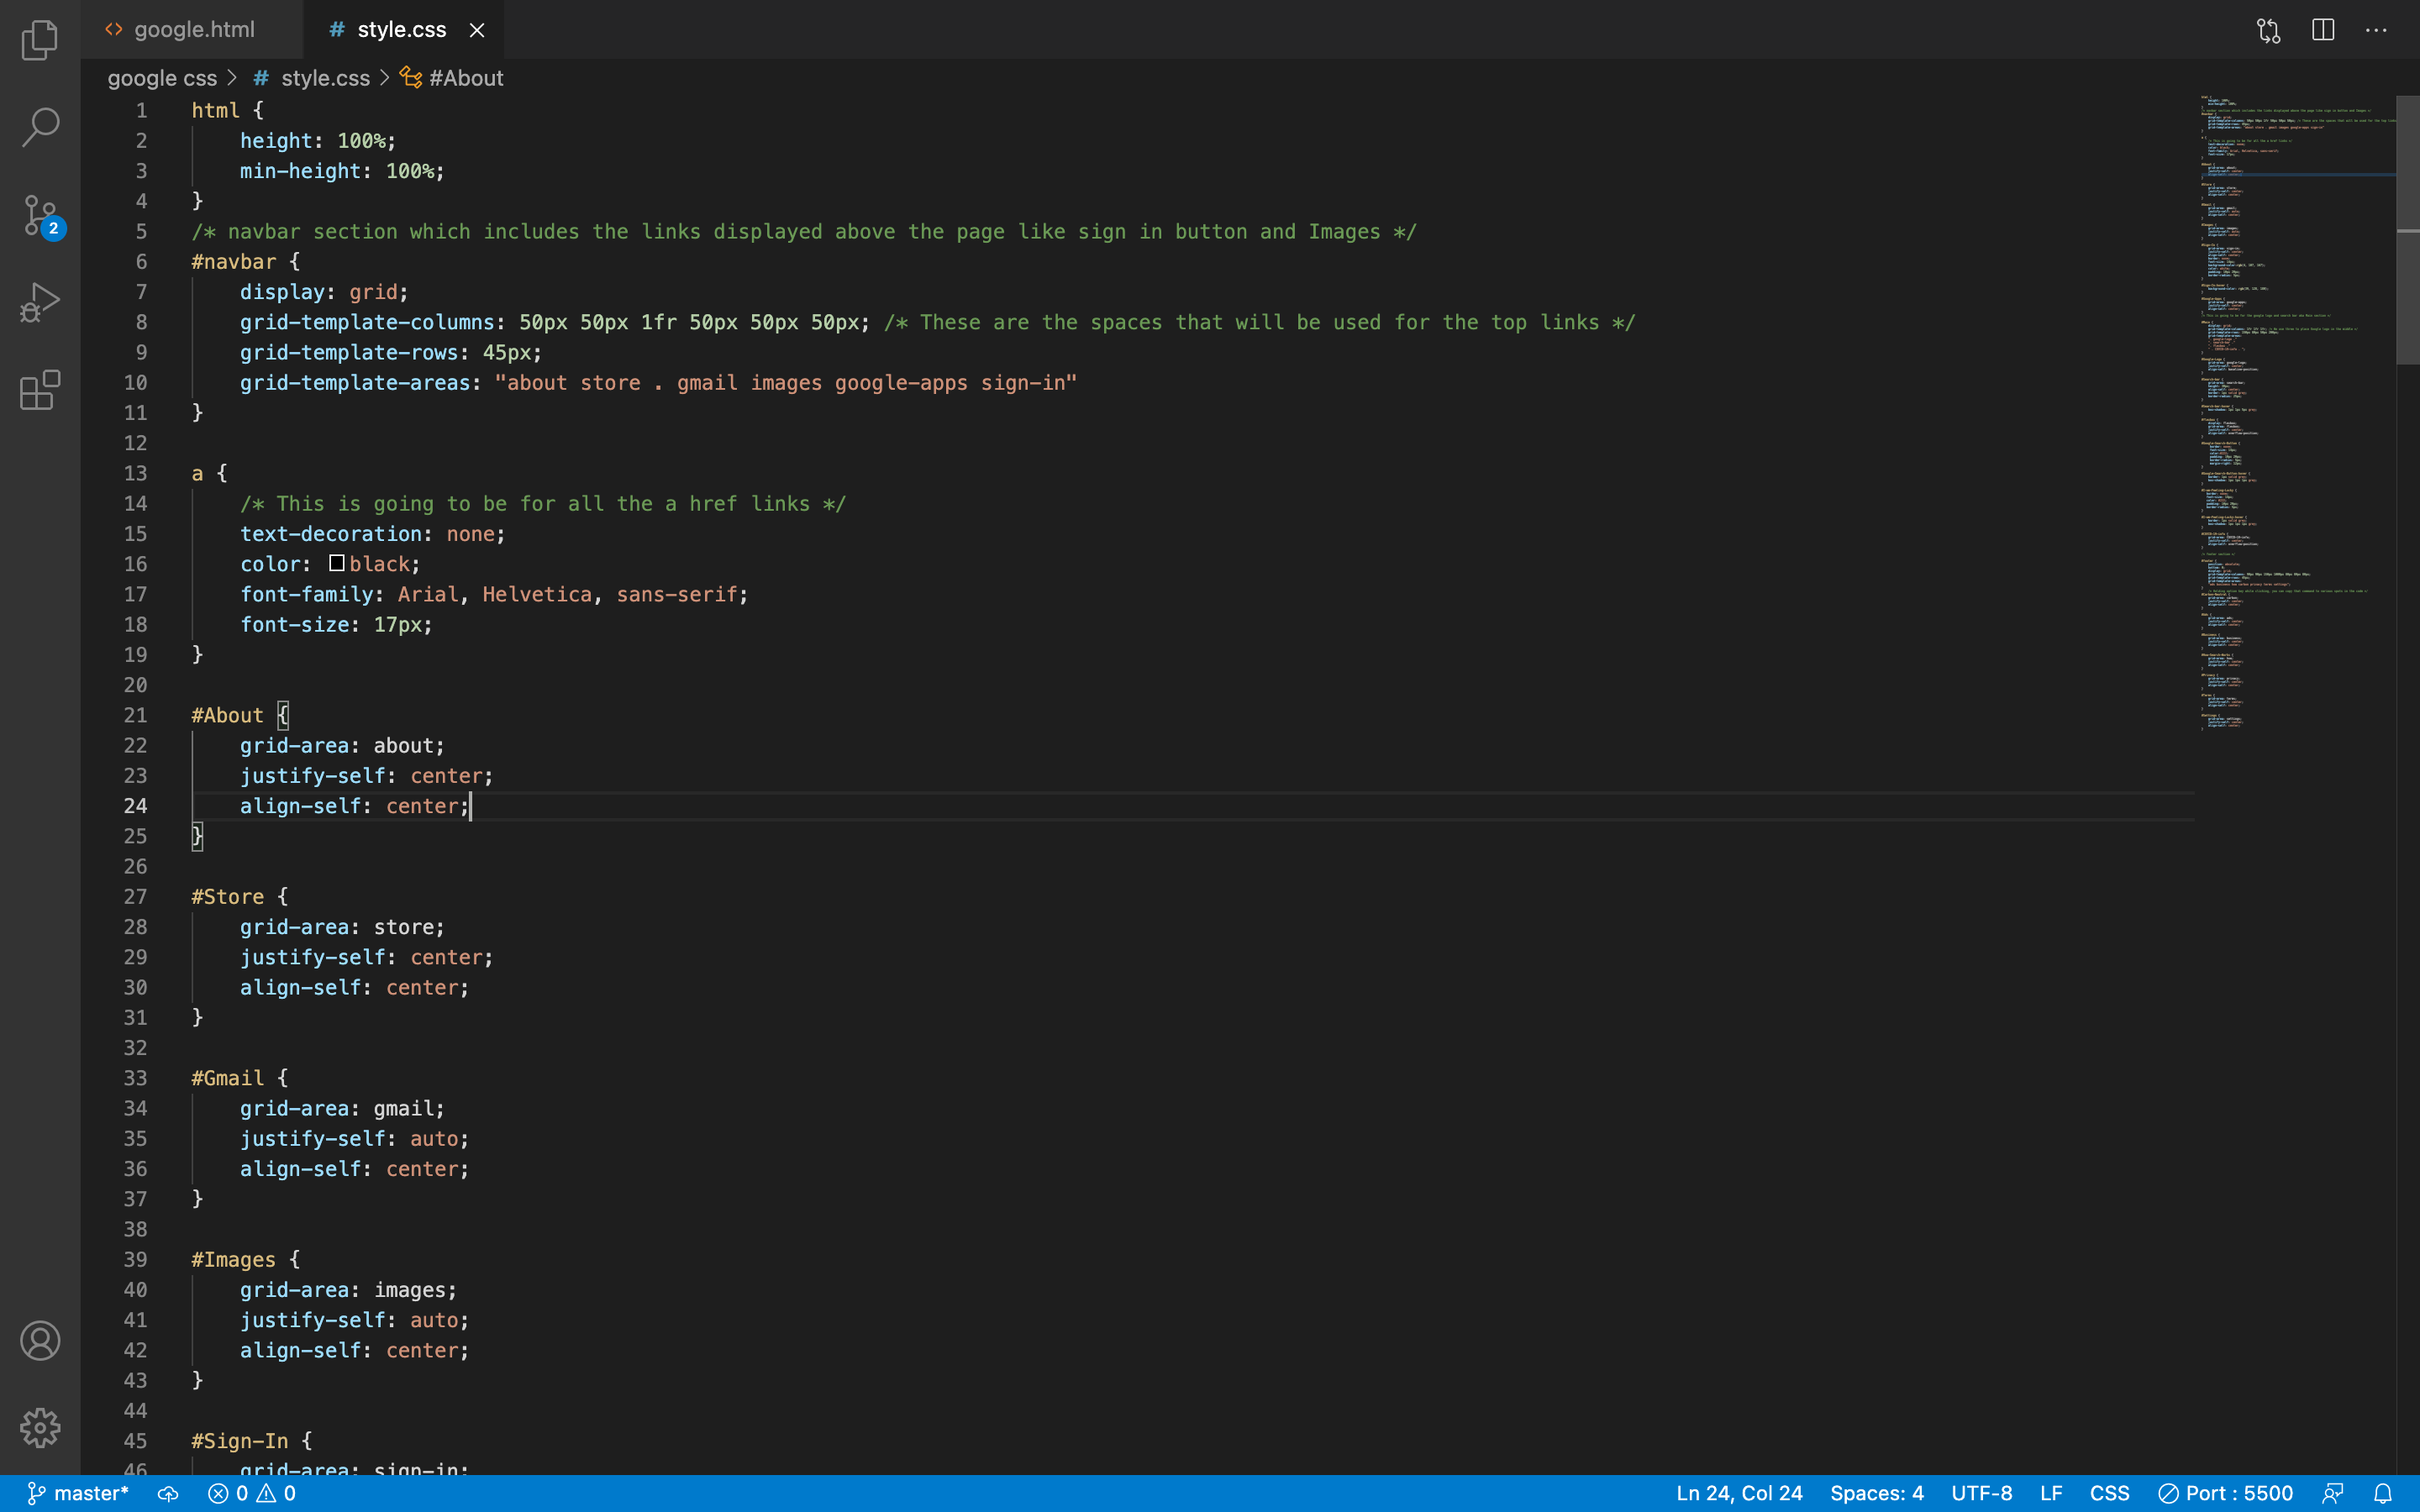 google.html
# style.css
google css > # style.css > #About
1 html {
2 height: 100%;
3 min-height: 100%;
4 }
5 /* navbar section which includes the links displayed above the page like sign in button and Images */
6 #navbar {
7 display: grid;
8 grid-template-columns: 50px 50px 1fr 50px 50px 50px; /* These are the spaces that will be used for the top links */
9 grid-template-rows: 45px;
10 grid-template-areas: "about store . gmail images google-apps sign-in"
11 }
12
13 a {
14 /* This is going to be for all the a href links */
15 text-decoration: none;
16 color: black;
17 font-family: Arial, Helvetica, sans-serif;
18 font-size: 17px;
19 }
20
21 #About {
22 grid-area: about;
23 justify-self: center;
24 align-self: center;
25 }
26
27 #Store {
28 grid-area: store;
29 justify-self: center;
30 align-self: center;
31 }
32
33 #Gmail {
34 grid-area: gmail;
35 justify-self: auto;
36 align-self: center;
37 }
38
39 #Images {
40 grid-area: images;
41 justify-self: auto;
42 align-self: center;
43 }
44
45 #Sign-In {
46 grid-area: sign-in;
2
master* 0 0 Ln 24, Col 24 Spaces: 4 UTF-8 LF CSS Port : 5500